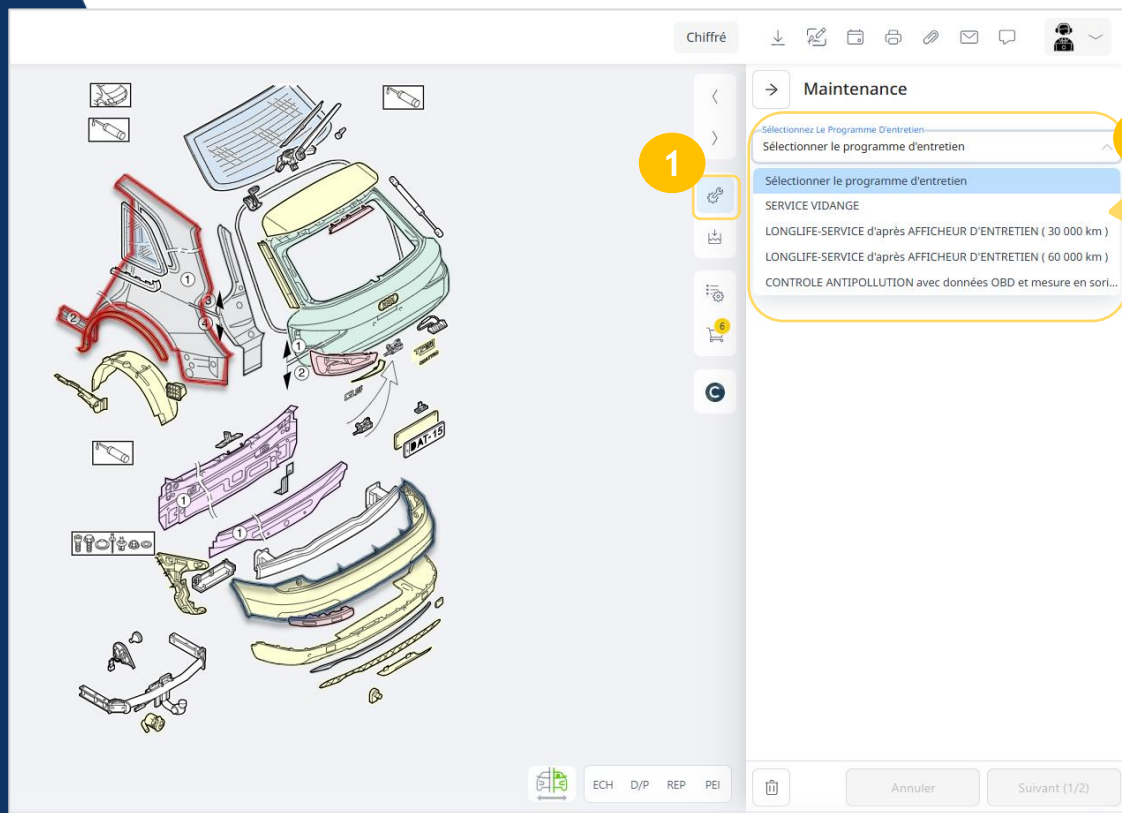 Chiffré
Maintenance
Sélectionnez Le Programme D'entretien
Sélectionner le programme d'entretien
Sélectionner le programme d'entretien
SERVICE VIDANGE
LONGLIFE-SERVICE d'après AFFICHEUR D'ENTRETIEN ( 30 000 km )
LONGLIFE-SERVICE d'après AFFICHEUR D'ENTRETIEN ( 60 000 km )
CONTROLE ANTIPOLLUTION avec données OBD et mesure en sori...
1
6
1
2
3
4
1
2
DAT-15
1
1
ECH D/P REP PEI
Annuler
Suivant (1/2)